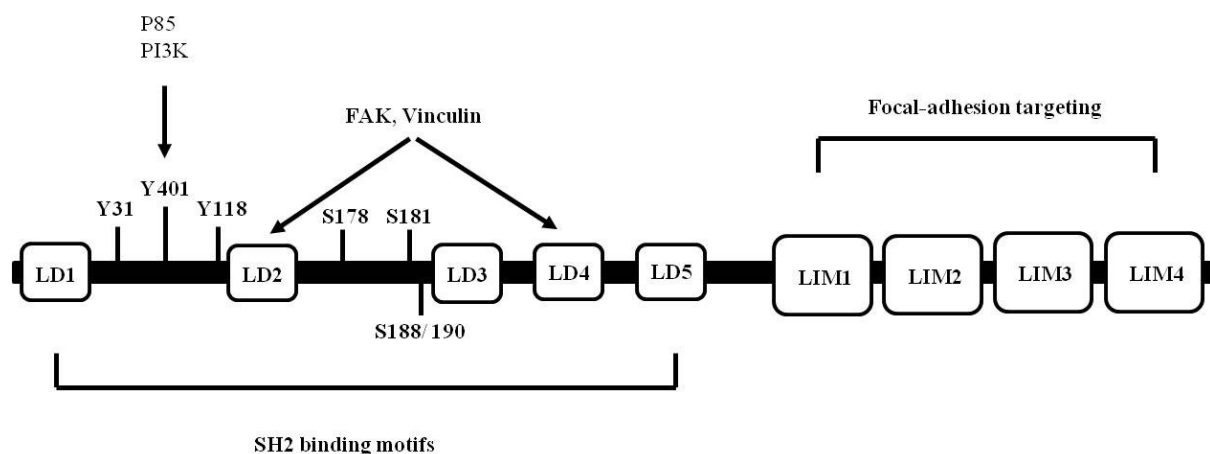 P85
PI3K
FAK, Vinculin
Focal-adhesion targeting
Y401
Y31
Y118
S178
S181
LD1
LD2
LD3
LD4
LD5
LIM1
LIM2
LIM3
LIM4
S188/190
SH2 binding motifs